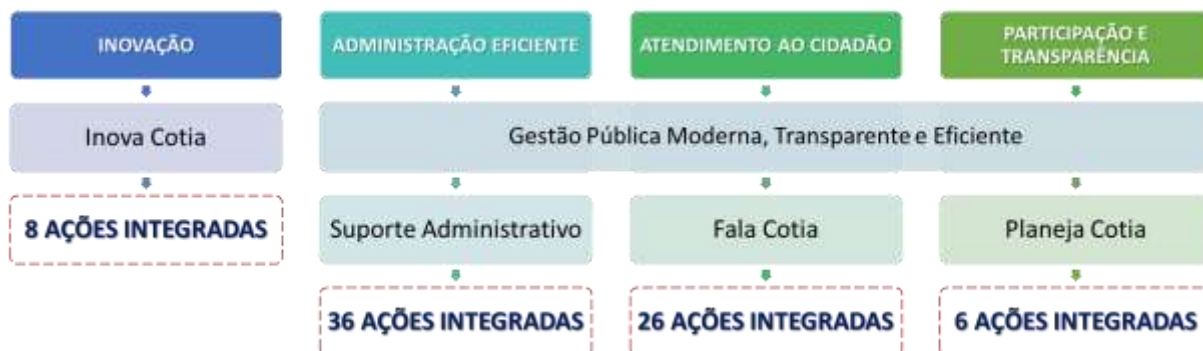 INOVAÇÃO
ADMINISTRAÇÃO EFICIENTE
ATENDIMENTO AO CIDADÃO
PARTICIPAÇÃO E
TRANSPARÊNCIA
Inova Cotia
Gestão Pública Moderna, Transparente e Eficiente
8 AÇÕES INTEGRADAS
Suporte Administrativo
Fala Cotia
Planeja Cotia
36 AÇÕES INTEGRADAS
26 AÇÕES INTEGRADAS
6 AÇÕES INTEGRADAS